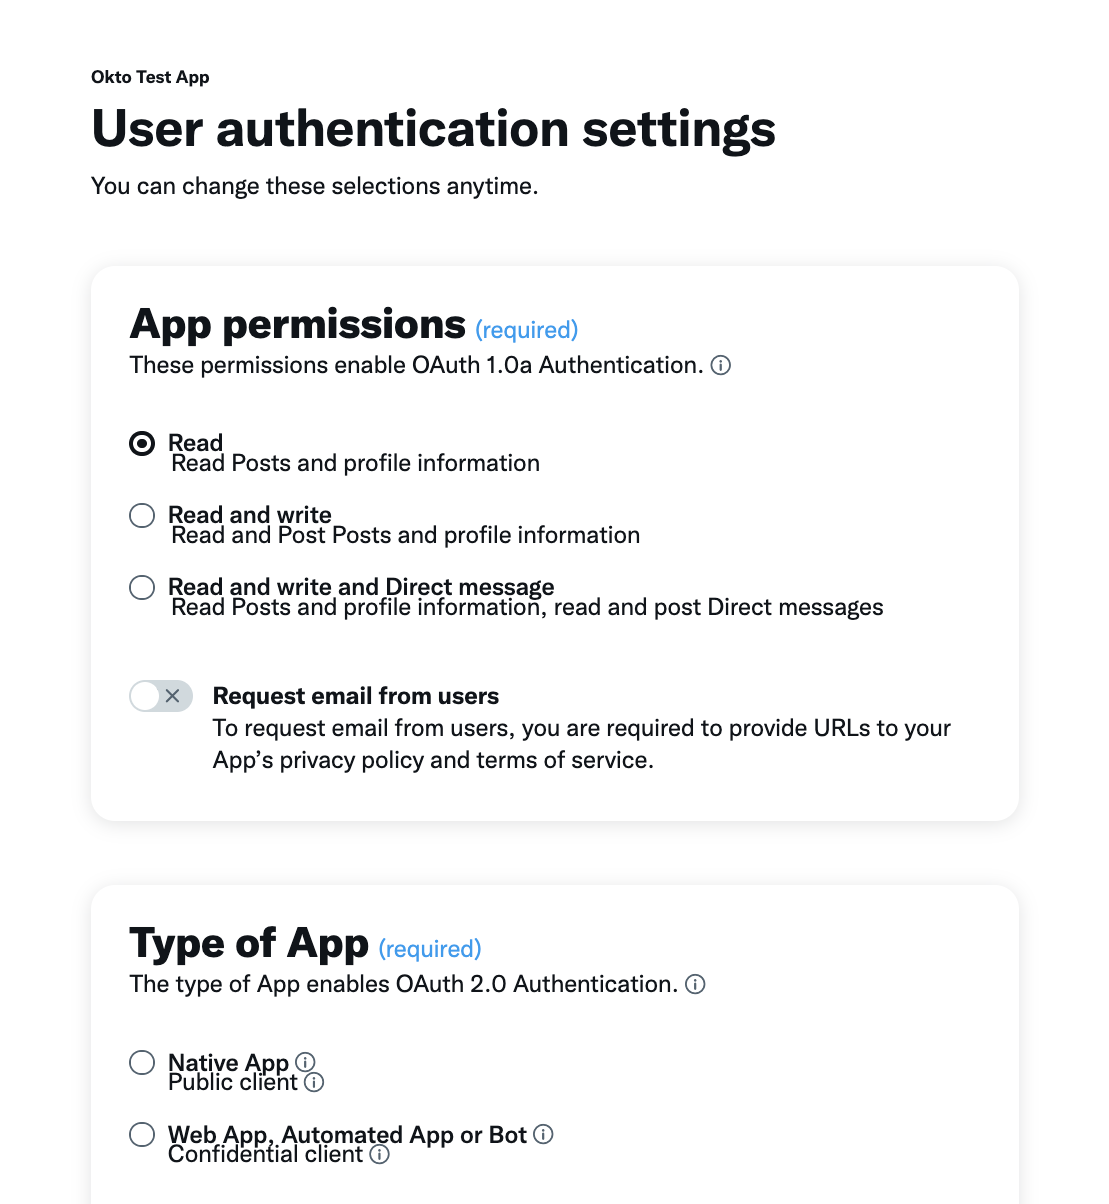 Okto Test App
User authentication settings
You can change these selections anytime.
App permissions (required)
These permissions enable OAuth 1.0a Authentication.
Read
Read Posts and profile information
Read and write
Read and Post Posts and profile information
Read and write and Direct message
Read Posts and profile information, read and post Direct messages
Request email from users
To request email from users, you are required to provide URLs to your
App’s privacy policy and terms of service.
Type of App (required)
The type of App enables OAuth 2.0 Authentication.
Native App
Public client
Web App, Automated App or Bot
Confidential client